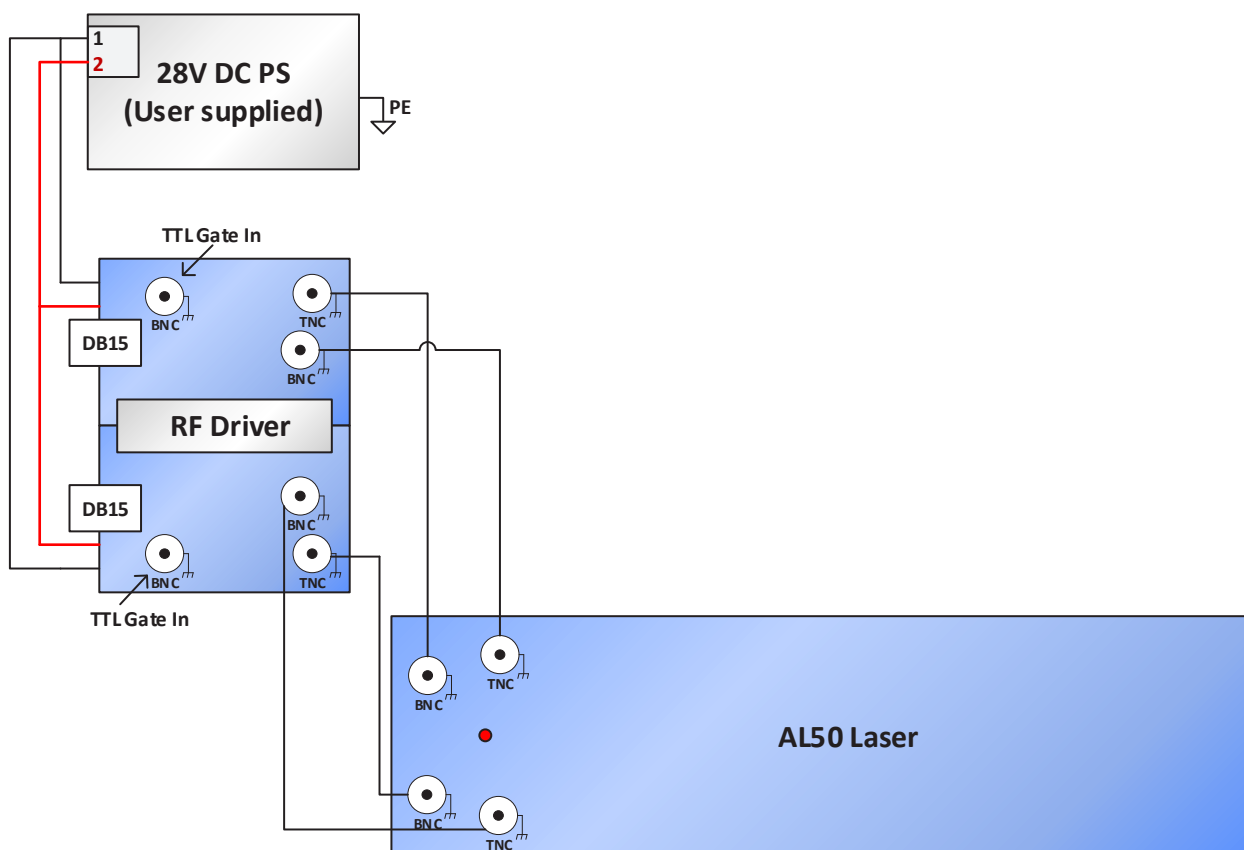 1
2
28V DC PS
(User supplied)
PE
TTL Gate In
BNC
TNC
DB15
BNC
RF Driver
DB15
BNC
BNC
TNC
TTL Gate In
TNC
BNC
AL50 Laser
BNC
TNC